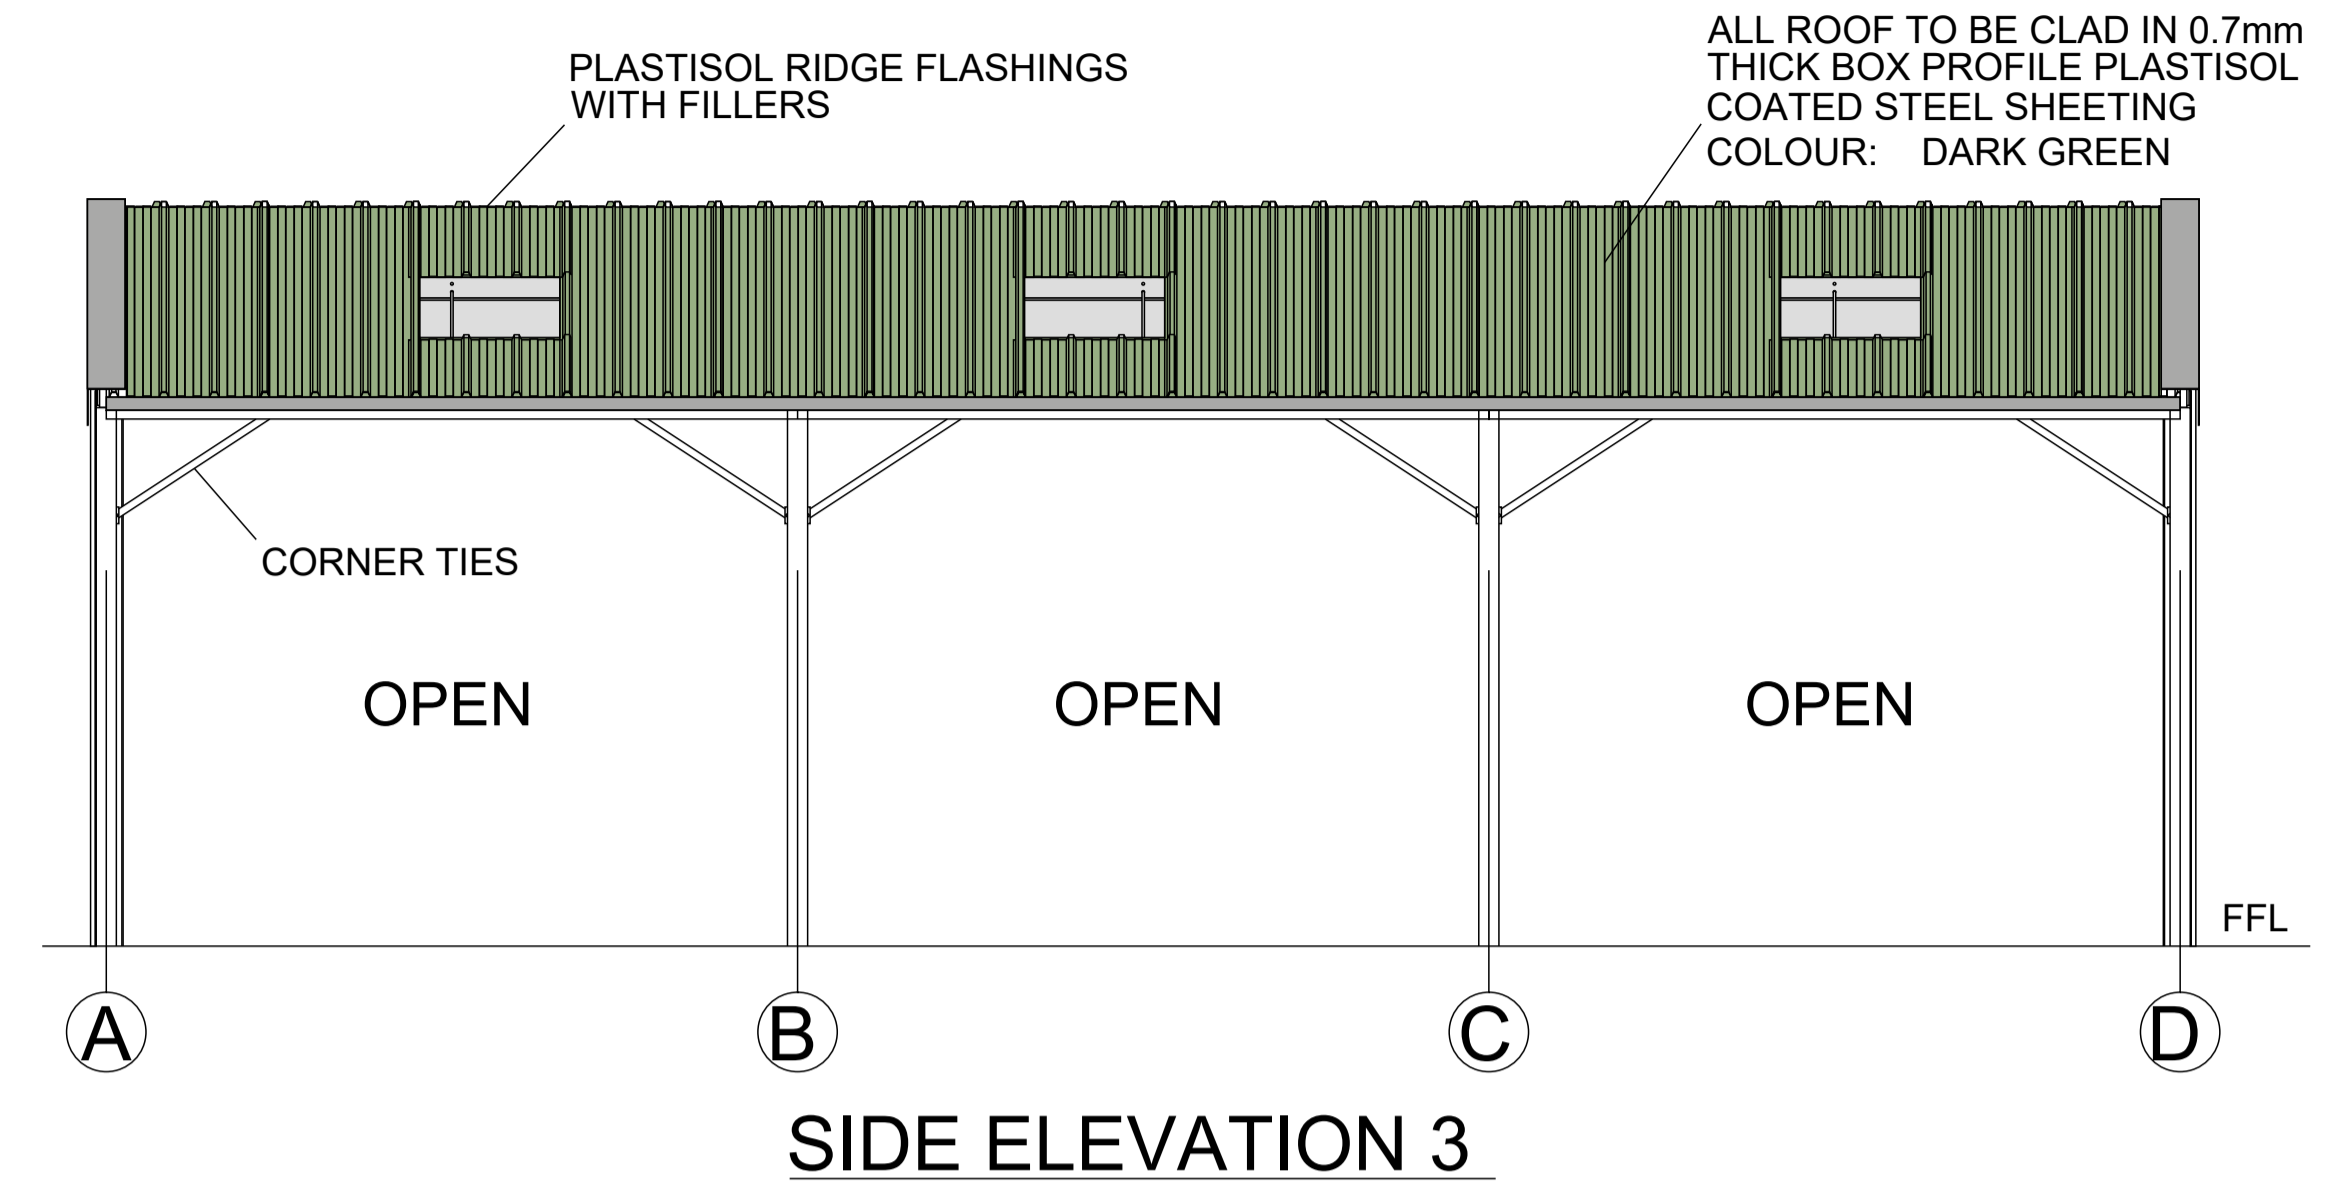 ALL ROOF TO BE CLAD IN 0.7mm
THICK BOX PROFILE PLASTISOL
COATED STEEL SHEETING
COLOUR: DARK GREEN
PLASTISOL RIDGE FLASHINGS
WITH FILLERS
CORNER TIES
OPEN
OPEN
OPEN
FFL
A
B
C
D
SIDE ELEVATION 3